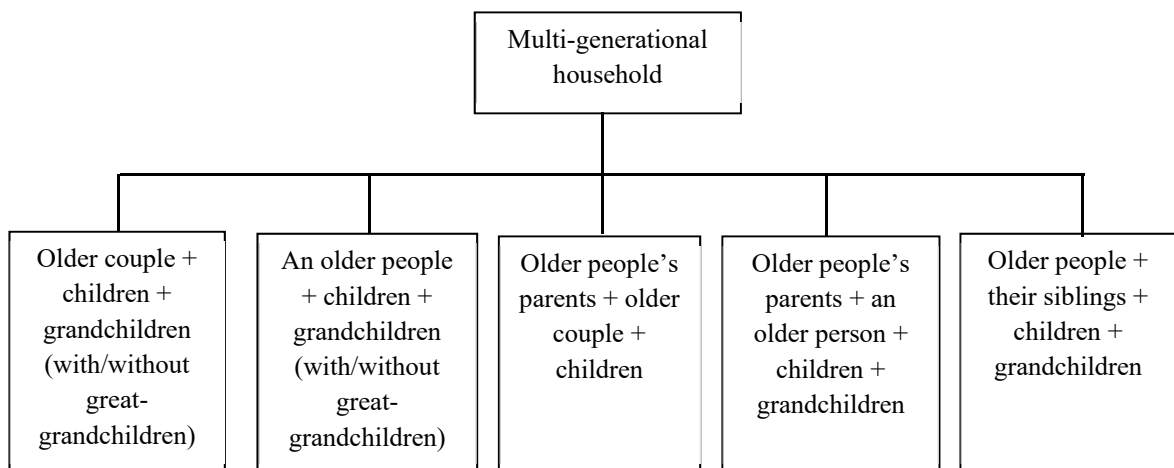 Multi-generational
household
Older couple +
children +
grandchildren
(with/without
great-
grandchildren)
An older people
+ children +
grandchildren
(with/without
great-
grandchildren)
Older people’s
parents + older
couple +
children
Older people’s
parents + an
older person +
children +
grandchildren
Older people +
their siblings +
children +
grandchildren